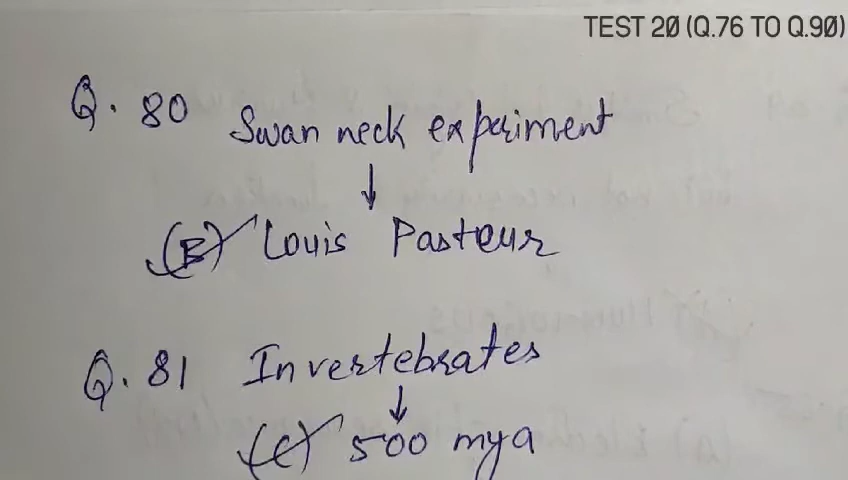 TEST 20 (Q.76 TO Q.90)
Q. 80 Swan neck experiment
↓
(B) Louis Pasteur
Q. 81 Invertebrates
↓
(C) 500 mya